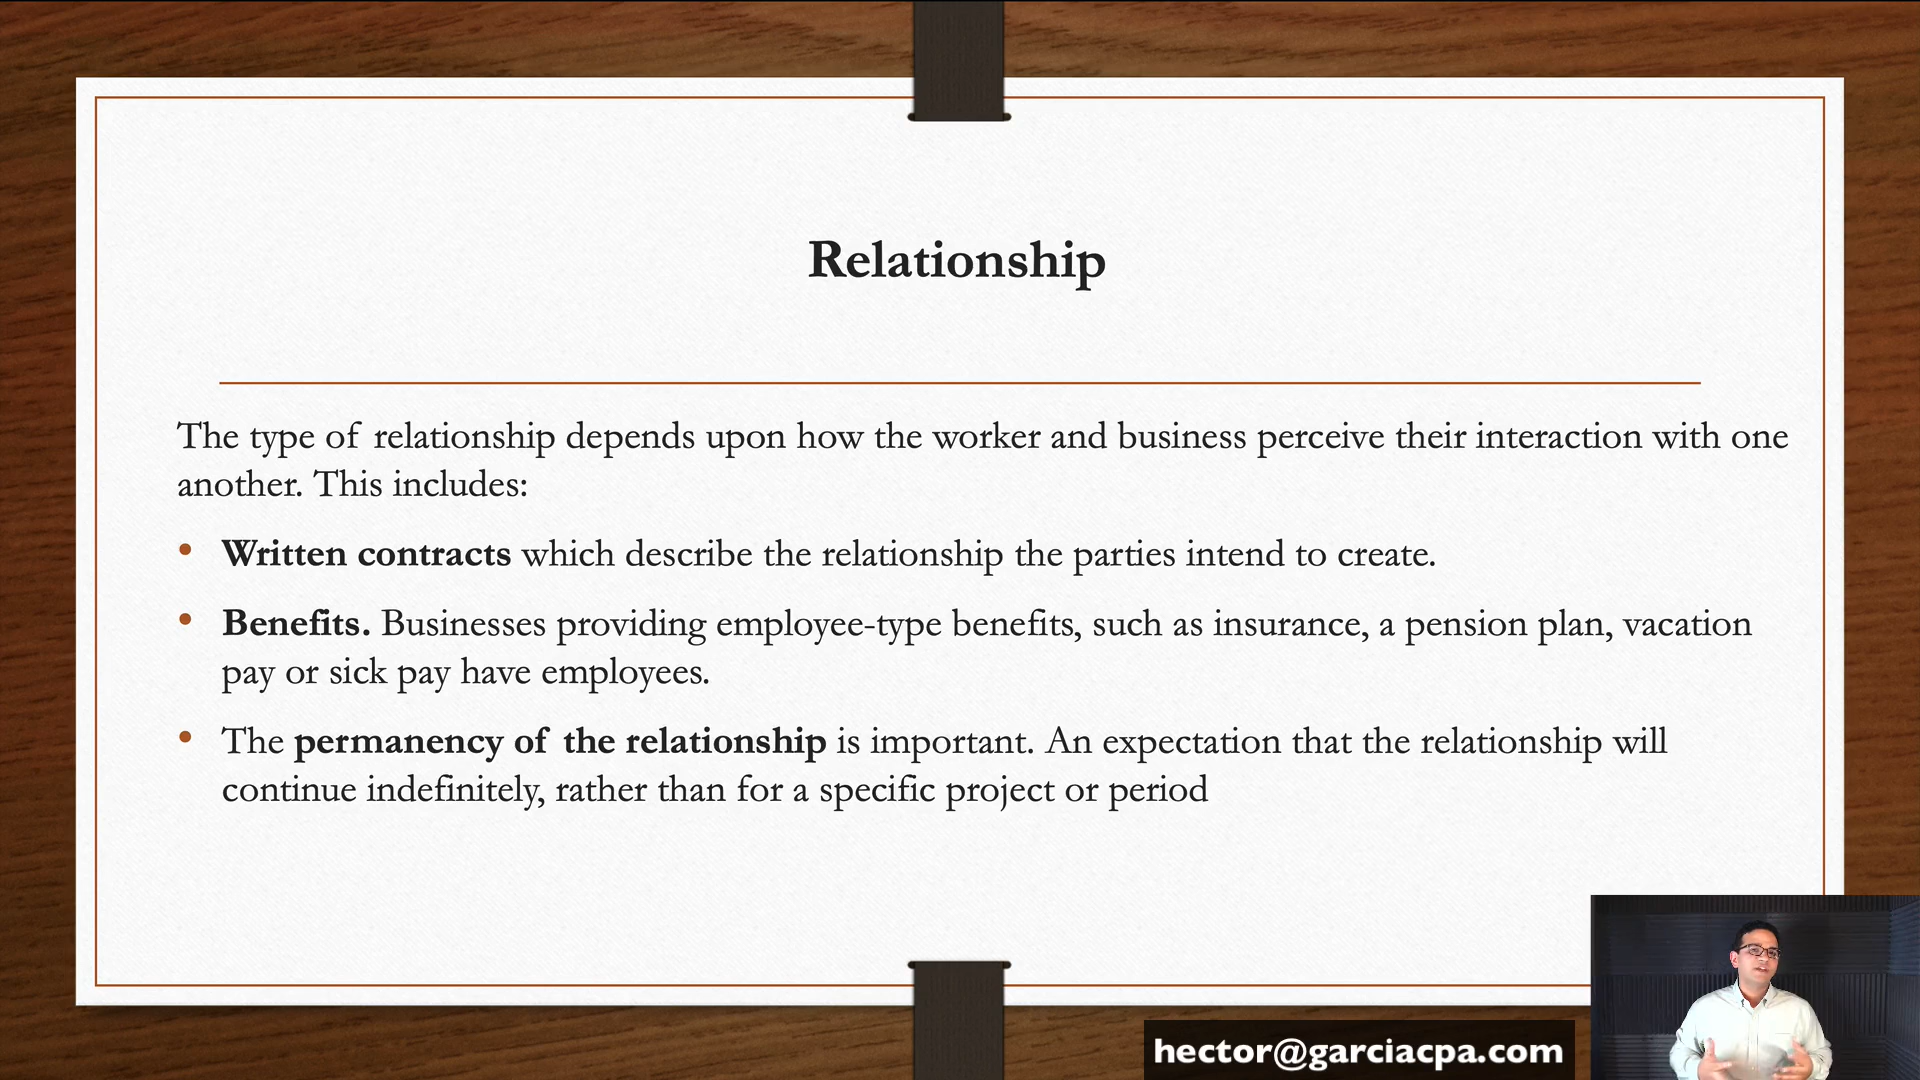 Relationship
The type of relationship depends upon how the worker and business perceive their interaction with one
another. This includes:
• Written contracts which describe the relationship the parties intend to create.
• Benefits. Businesses providing employee-type benefits, such as insurance, a pension plan, vacation
pay or sick pay have employees.
• The permanency of the relationship is important. An expectation that the relationship will
continue indefinitely, rather than for a specific project or period
hector@garciacpa.com